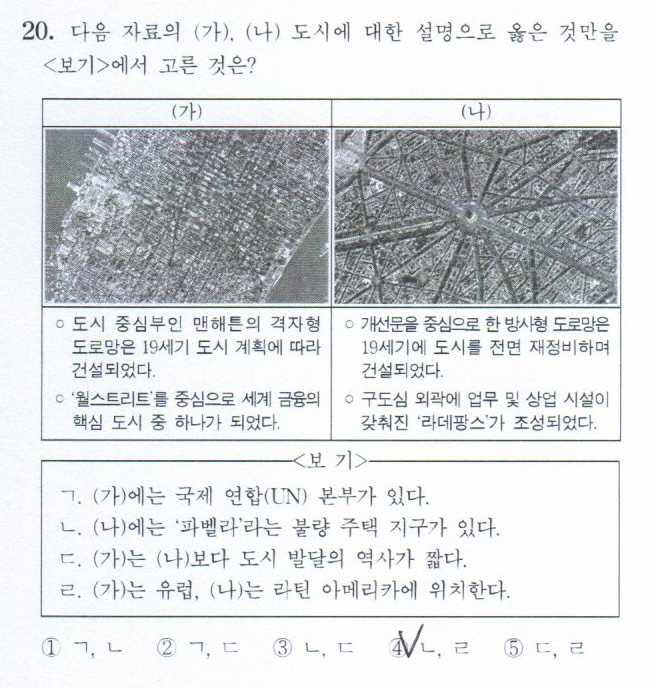 20. 다음 자료의 (가), (나) 도시에 대한 설명으로 옳은 것만을
<보기>에서 고른 것은?
(가)
(나)
○ 도시 중심부인 맨해튼의 격자형
도로망은 19세기 도시 계획에 따라
건설되었다.
○ '월스트리트'를 중심으로 세계 금융의
핵심 도시 중 하나가 되었다.
○ 개선문을 중심으로 한 방사형 도로망은
19세기에 도시를 전면 재정비하며
건설되었다.
○ 구도심 외곽에 업무 및 상업 시설이
갖춰진 '라데팡스'가 조성되었다.
<보 기>
ㄱ. (가)에는 국제 연합(UN) 본부가 있다.
ㄴ. (나)에는 '파벨라'라는 불량 주택 지구가 있다.
ㄷ. (가)는 (나)보다 도시 발달의 역사가 짧다.
ㄹ. (가)는 유럽, (나)는 라틴 아메리카에 위치한다.
① ㄱ, ㄴ ② ㄱ, ㄷ ③ ㄴ, ㄷ ④ ㄴ, ㄹ ⑤ ㄷ, ㄹ